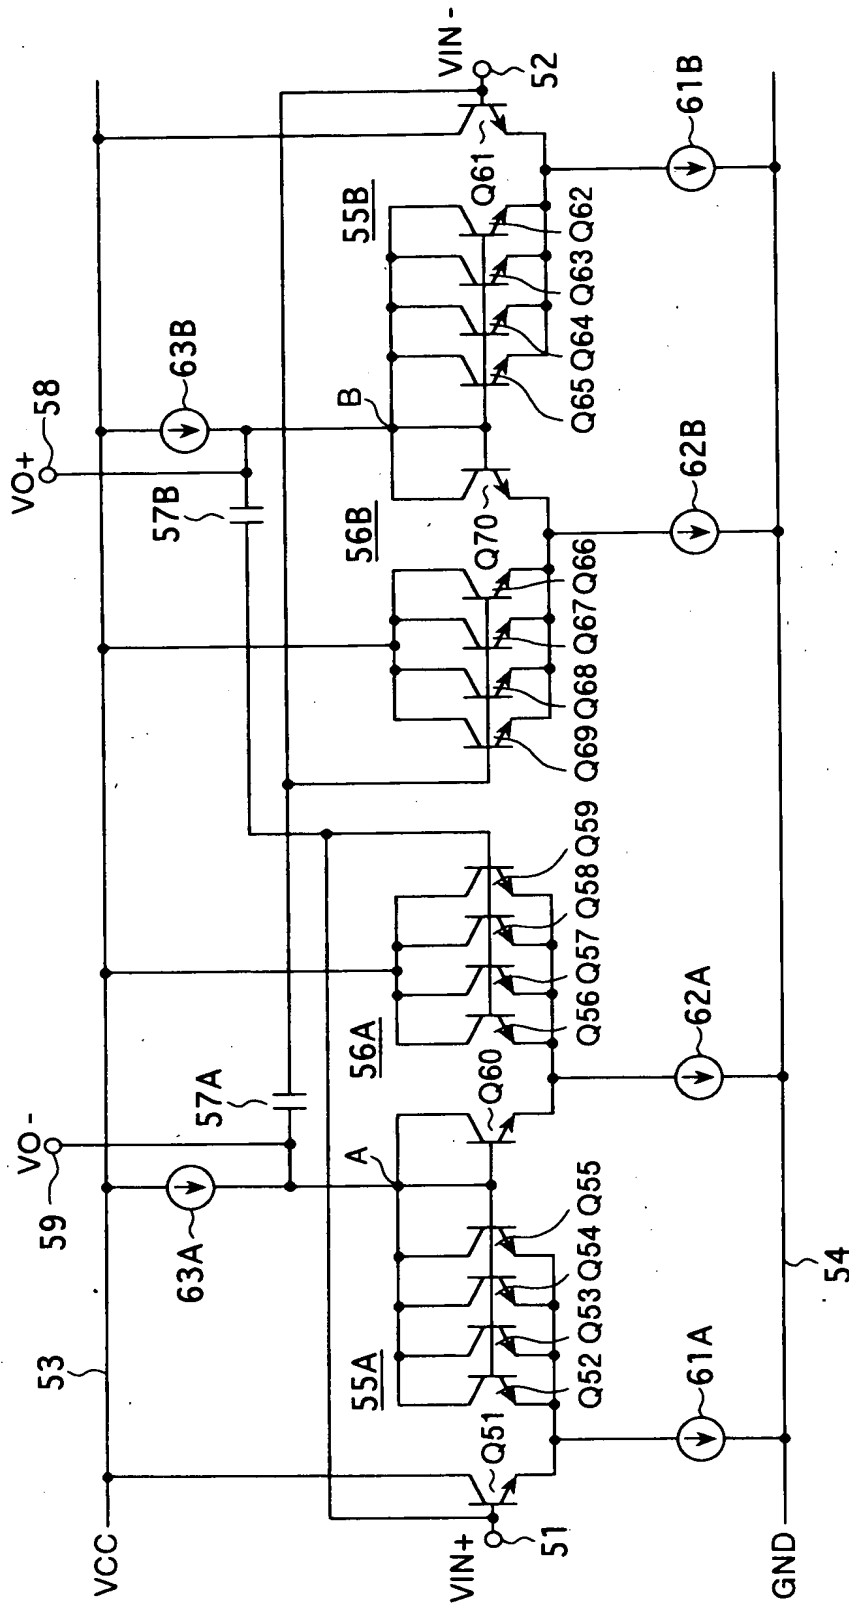 VO- 59
VO+ 58
VCC
53
63A
57A
57B
63B
A
B
55A
56A
56B
55B
VIN+
51
Q51
Q52 Q53 Q54 Q55
Q60
Q56 Q57 Q58 Q59
Q69 Q68 Q67 Q66
Q70
Q65 Q64 Q63 Q62
Q61
VIN-
52
61A
62A
62B
61B
GND
54